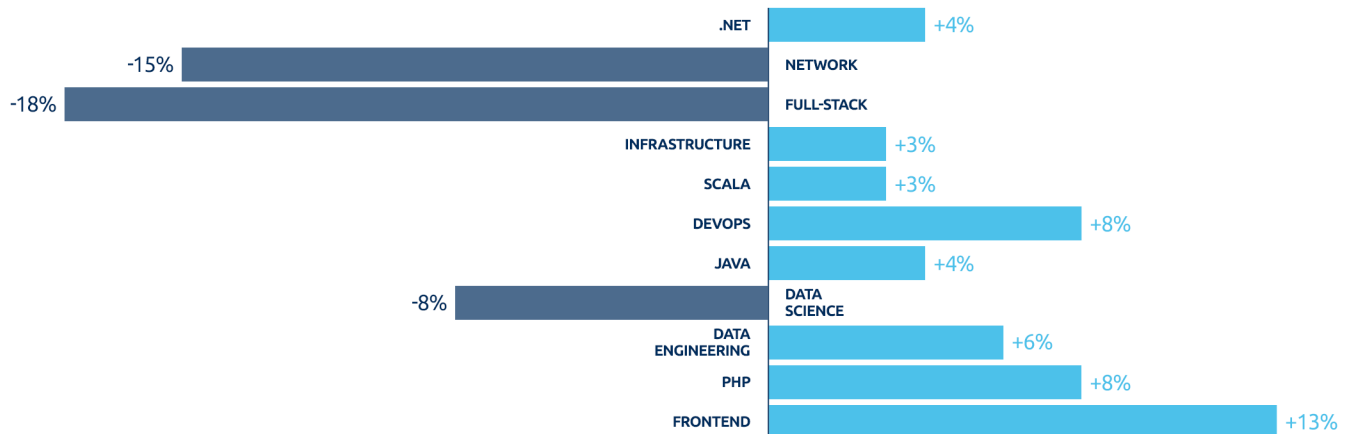 .NET +4%
-15% NETWORK
-18% FULL-STACK
INFRASTRUCTURE +3%
SCALA +3%
DEVOPS +8%
JAVA +4%
-8% DATA
SCIENCE
DATA
ENGINEERING +6%
PHP +8%
FRONTEND +13%